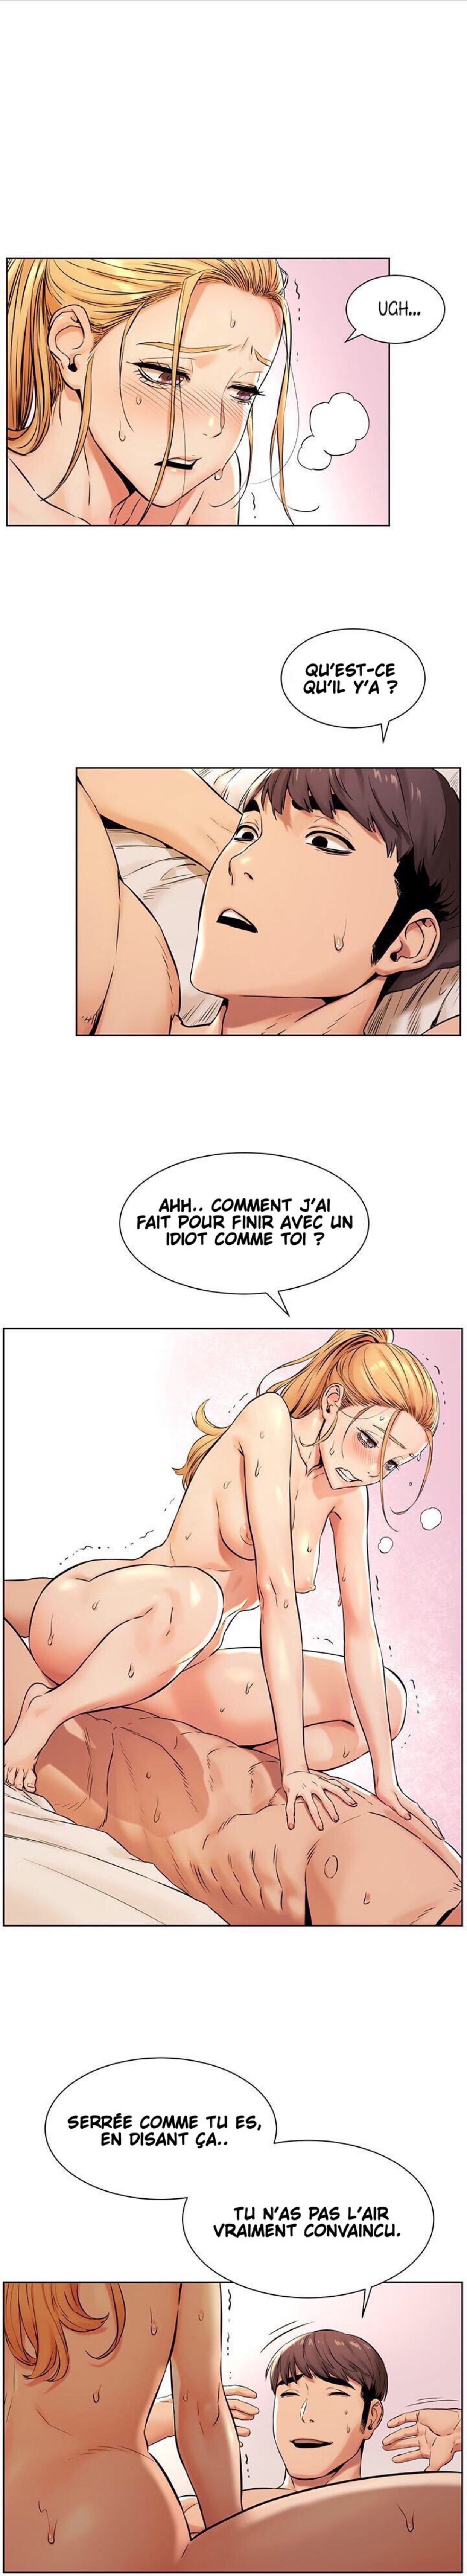 UGH...
QU'EST-CE
QU'IL Y'A ?
AHH.. COMMENT J'AI
FAIT POUR FINIR AVEC UN
IDIOT COMME TOI ?
SERRÉE COMME TU ES,
EN DISANT ÇA..
TU N'AS PAS L'AIR
VRAIMENT CONVAINCU.